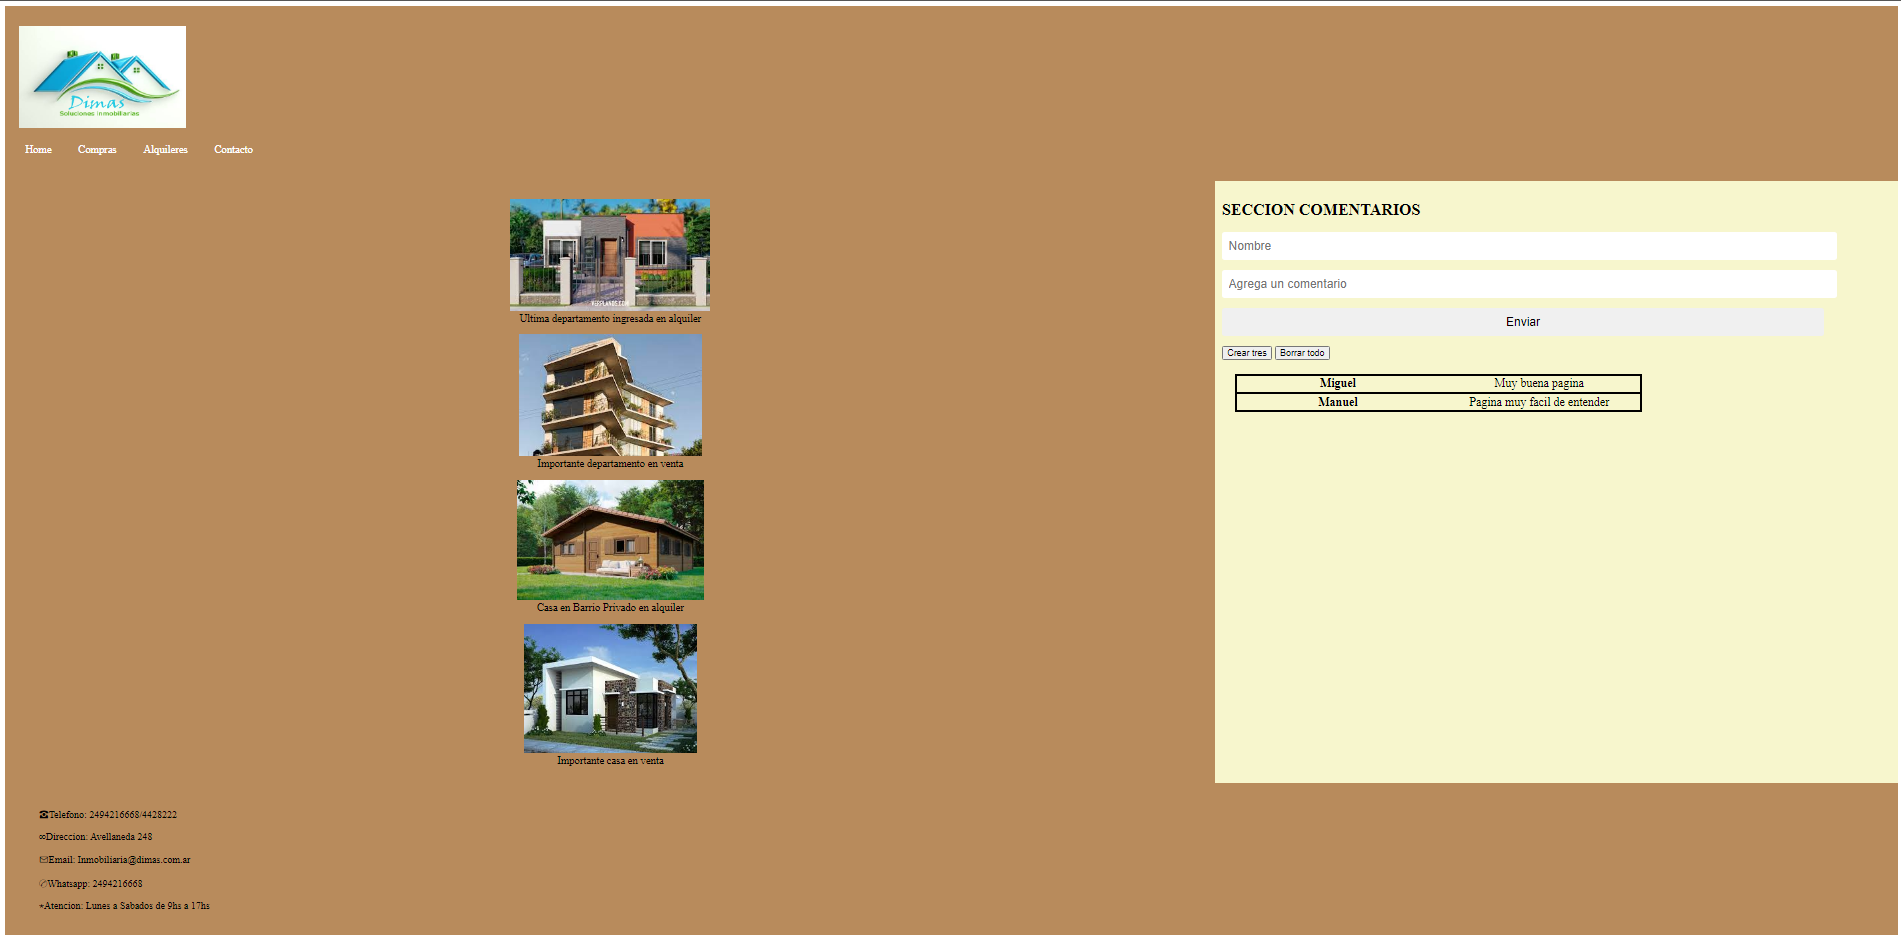 Dimas
Soluciones inmobiliarias
Home Compras Alquileres Contacto
VERPLANOS.COM
Ultima departamento ingresada en alquiler
Importante departamento en venta
Casa en Barrio Privado en alquiler
Importante casa en venta
SECCION COMENTARIOS
Nombre
Agrega un comentario
Enviar
Crear tres Borrar todo
Miguel Muy buena pagina
Manuel Pagina muy facil de entender
☎Telefono: 2494216668/4428222
∞Direccion: Avellaneda 248
✉Email: Inmobiliaria@dimas.com.ar
✆Whatsapp: 2494216668
⋆Atencion: Lunes a Sabados de 9hs a 17hs